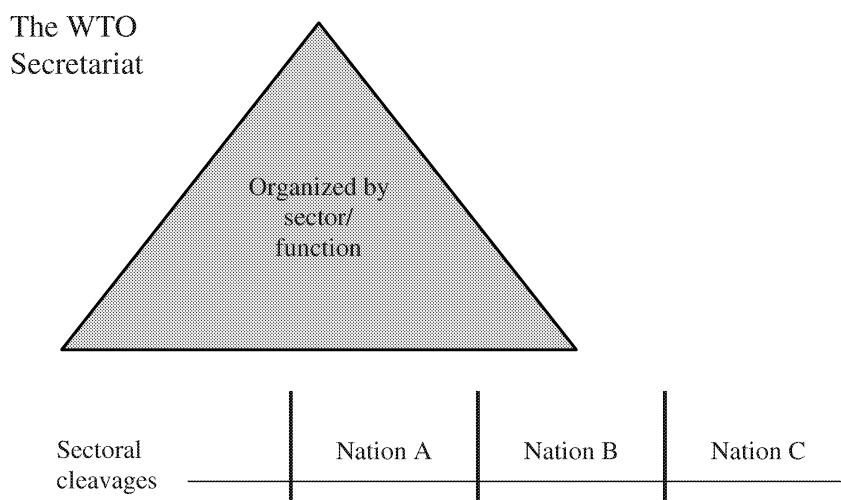 The WTO
Secretariat
Organized by
sector/
function
Sectoral
cleavages
Nation A
Nation B
Nation C